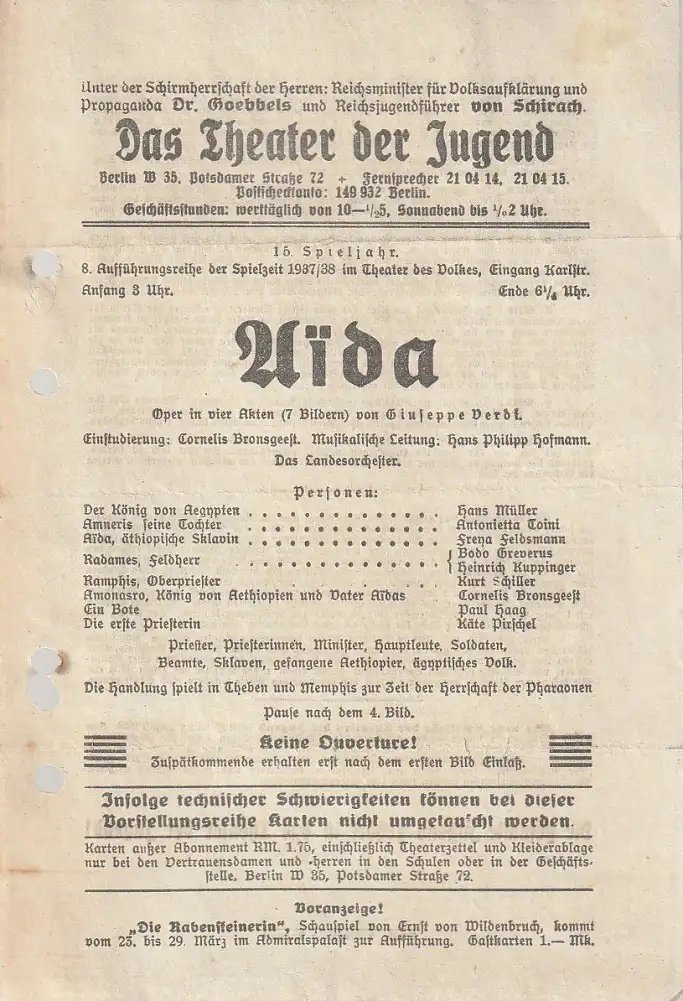 Unter der Schirmherrschaft der Herren: Reichsminister für Volksaufklärung und
Propaganda Dr. Goebbels und Reichsjugendführer von Schirach.
Das Theater der Jugend
Berlin W 35, Potsdamer Straße 72 + Fernsprecher 21 04 14, 21 04 15.
Postscheckkonto: 149 932 Berlin.
Geschäftsstunden: werktäglich von 10—½5, Sonnabend bis ½2 Uhr.
15. Spieljahr.
8. Aufführungsreihe der Spielzeit 1937/38 im Theater des Volkes, Eingang Karlstr.
Anfang 3 Uhr. Ende 6¼ Uhr.
Aïda
Oper in vier Akten (7 Bildern) von Giuseppe Verdi.
Einstudierung: Cornelis Bronsgeest. Musikalische Leitung: Hans Philipp Hofmann.
Das Landesorchester.
Personen:
Der König von Aegypten . . . . . . . . . . . . Hans Müller
Amneris seine Tochter . . . . . . . . . . . . Antonietta Toini
Aïda, äthiopische Sklavin . . . . . . . . . . . . Freya Feldsmann
Radames, Feldherr . . . . . . . . . . . . { Bodo Greverus
Heinrich Kuppinger
Ramphis, Oberpriester . . . . Kurt Schiller
Amonasro, König von Aethiopien und Vater Aïdas Cornelis Bronsgeest
Ein Bote Paul Haag
Die erste Priesterin Käte Pirschel
Priester, Priesterinnen, Minister, Hauptleute, Soldaten,
Beamte, Sklaven, gefangene Aethiopier, ägyptisches Volk.
Die Handlung spielt in Theben und Memphis zur Zeit der Herrschaft der Pharaonen
Pause nach dem 4. Bild.
Keine Ouverture!
Zuspätkommende erhalten erst nach dem ersten Bild Einlaß.
Infolge technischer Schwierigkeiten können bei dieser
Vorstellungsreihe Karten nicht umgetauscht werden.
Karten außer Abonnement RM. 1.75, einschließlich Theaterzettel und Kleiderablage
nur bei den Vertrauensdamen und -herren in den Schulen oder in der Geschäfts-
stelle. Berlin W 35, Potsdamer Straße 72.
Voranzeige!
„Die Rabensteinerin“, Schauspiel von Ernst von Wildenbruch, kommt
vom 23. bis 29. März im Admiralspalast zur Aufführung. Gastkarten 1.— Mk.